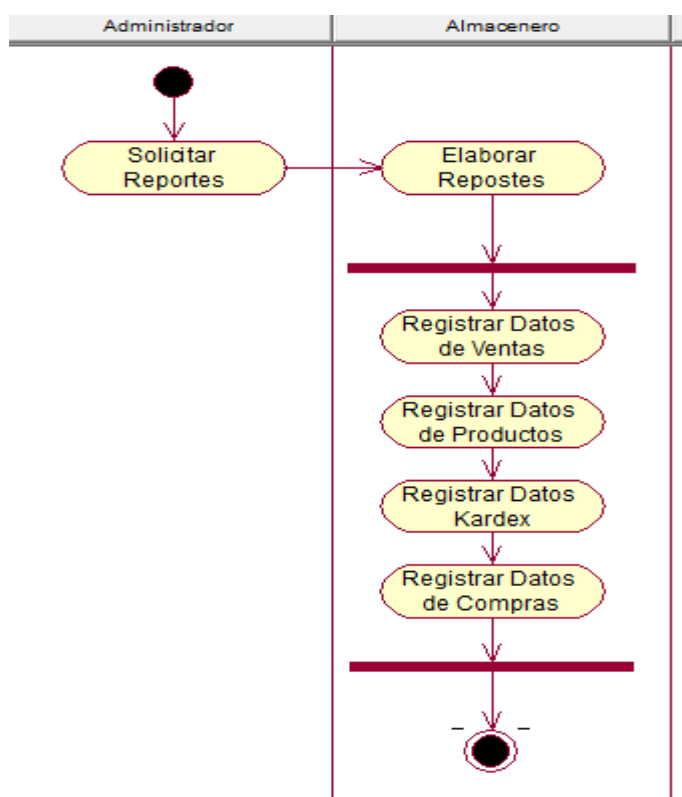 Administrador
Almacenero
Solicitar
Reportes
Elaborar
Repostes
Registrar Datos
de Ventas
Registrar Datos
de Productos
Registrar Datos
Kardex
Registrar Datos
de Compras